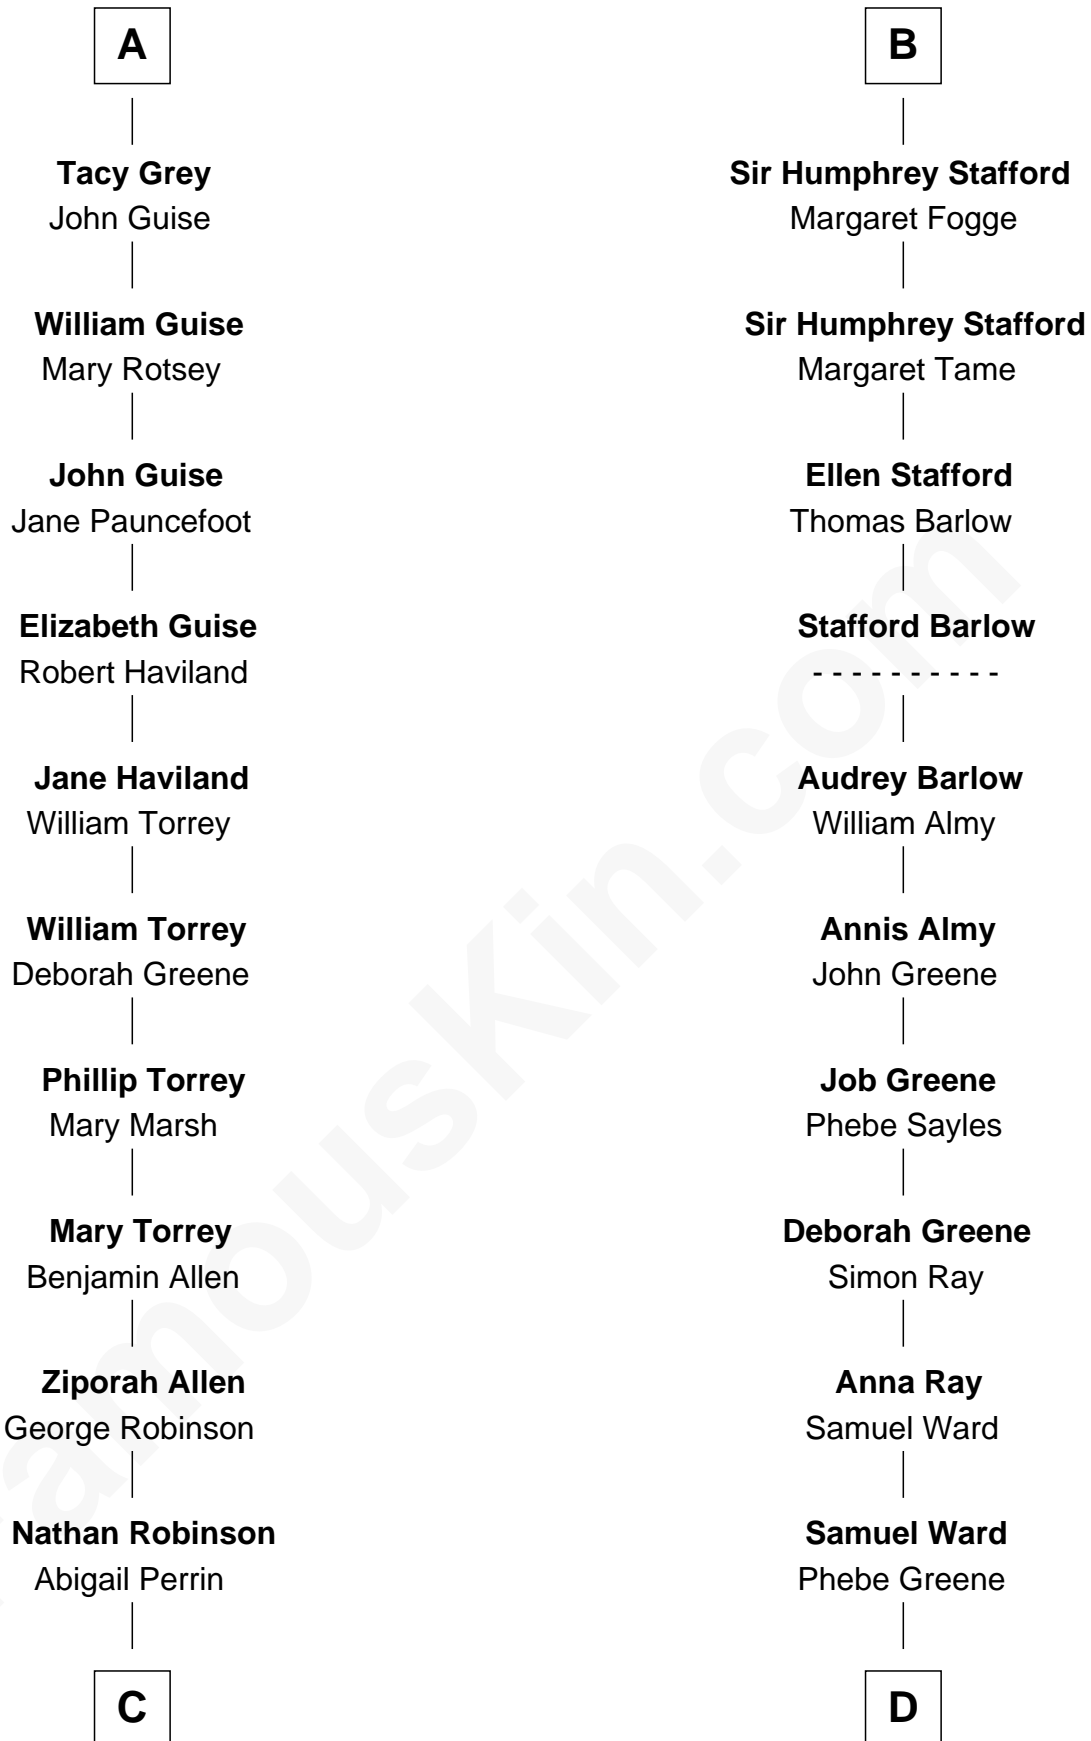 A
Tacy Grey
John Guise
William Guise
Mary Rotsey
John Guise
Jane Pauncefoot
Elizabeth Guise
Robert Haviland
Jane Haviland
William Torrey
William Torrey
Deborah Greene
Phillip Torrey
Mary Marsh
Mary Torrey
Benjamin Allen
Ziporah Allen
George Robinson
Nathan Robinson
Abigail Perrin
C
B
Sir Humphrey Stafford
Margaret Fogge
Sir Humphrey Stafford
Margaret Tame
Ellen Stafford
Thomas Barlow
Stafford Barlow
- - - - - - - - - -
Audrey Barlow
William Almy
Annis Almy
John Greene
Job Greene
Phebe Sayles
Deborah Greene
Simon Ray
Anna Ray
Samuel Ward
Samuel Ward
Phebe Greene
D
FamousKin.com